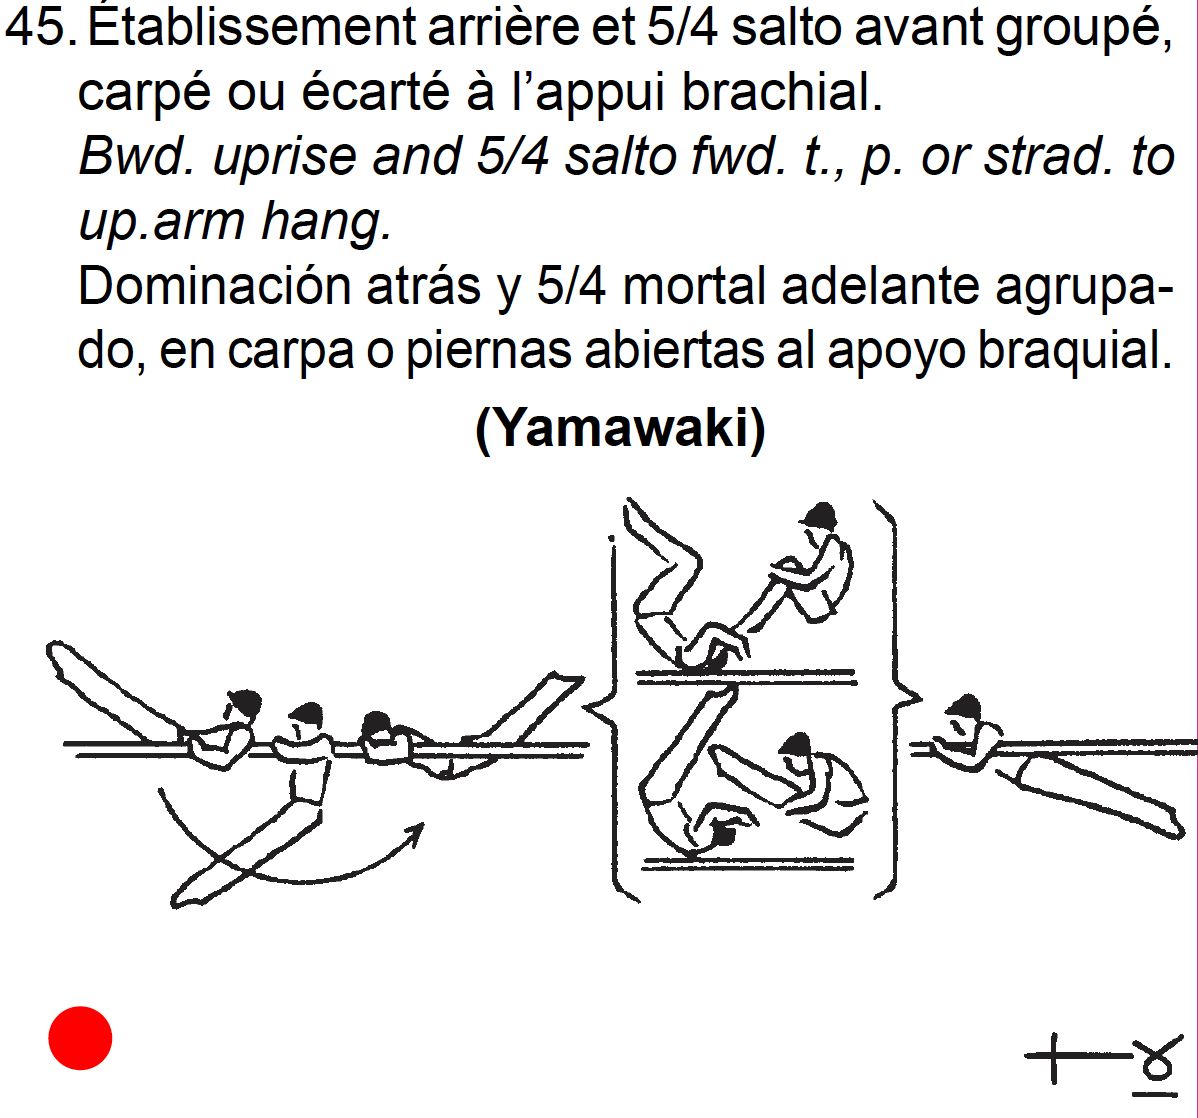 45. Établissement arrière et 5/4 salto avant groupé,
carpé ou écarté à l’appui brachial.
Bwd. uprise and 5/4 salto fwd. t., p. or strad. to
up.arm hang.
Dominación atrás y 5/4 mortal adelante agrupa-
do, en carpa o piernas abiertas al apoyo braquial.
(Yamawaki)